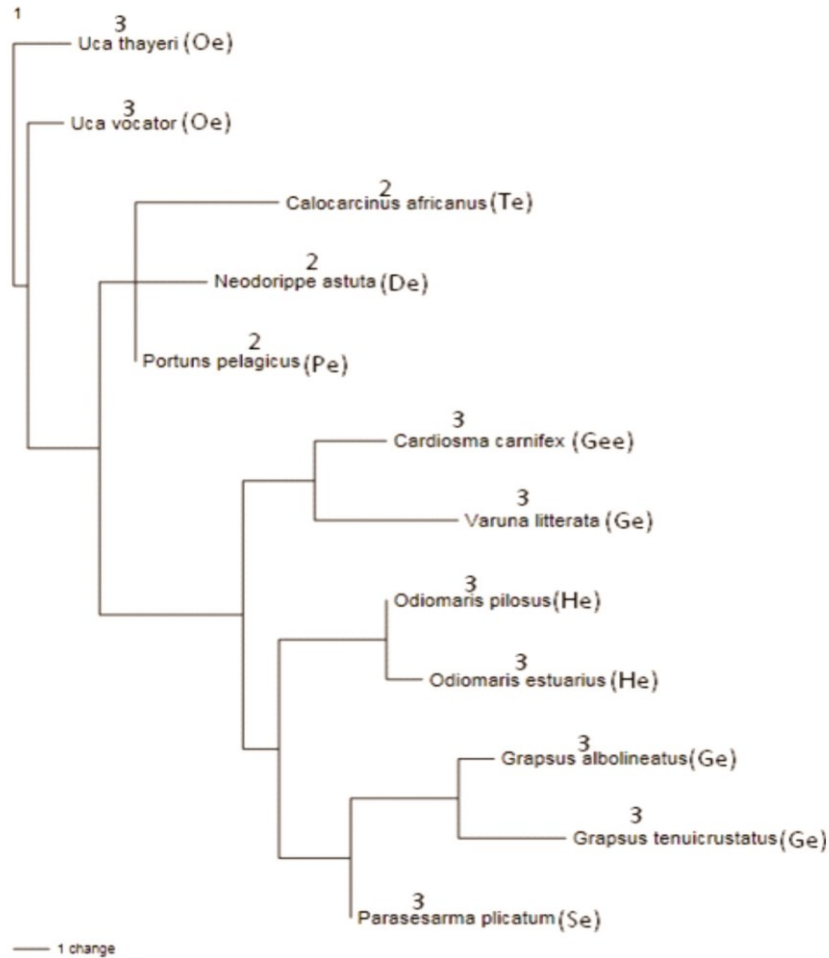 1
3
Uca thayeri (Oe)
3
Uca vocator (Oe)
2
Calocarcinus africanus (Te)
2
Neodorippe astuta (De)
2
Portuns pelagicus (Pe)
3
Cardiosma carnifex (Gee)
3
Varuna litterata (Ge)
3
Odiomaris pilosus (He)
3
Odiomaris estuarius (He)
3
Grapsus albolineatus (Ge)
3
Grapsus tenuicrustatus (Ge)
3
Parasesarma plicatum (Se)
1 change